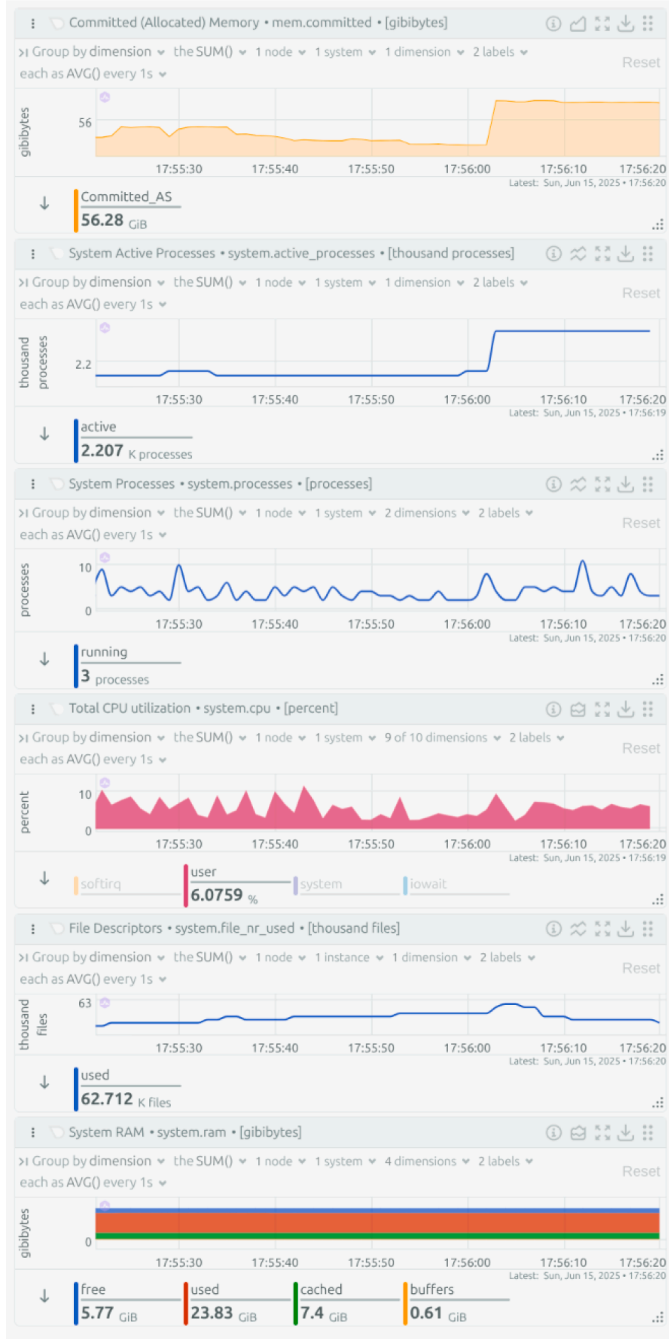 Committed (Allocated) Memory • mem.committed • [gibibytes]
Group by dimension the SUM() 1 node 1 system 1 dimension 2 labels
each as AVG() every 1s
Reset
gibibytes
56
17:55:30 17:55:40 17:55:50 17:56:00 17:56:10 17:56:20
Latest: Sun, Jun 15, 2025 • 17:56:20
Committed_AS
56.28 GiB
System Active Processes • system.active_processes • [thousand processes]
Group by dimension the SUM() 1 node 1 system 1 dimension 2 labels
each as AVG() every 1s
Reset
thousand processes
2.2
17:55:30 17:55:40 17:55:50 17:56:00 17:56:10 17:56:20
Latest: Sun, Jun 15, 2025 • 17:56:19
active
2.207 K processes
System Processes • system.processes • [processes]
Group by dimension the SUM() 1 node 1 system 2 dimensions 2 labels
each as AVG() every 1s
Reset
processes
10
0
17:55:30 17:55:40 17:55:50 17:56:00 17:56:10 17:56:20
Latest: Sun, Jun 15, 2025 • 17:56:20
running
3 processes
Total CPU utilization • system.cpu • [percent]
Group by dimension the SUM() 1 node 1 system 9 of 10 dimensions 2 labels
each as AVG() every 1s
Reset
percent
10
0
17:55:30 17:55:40 17:55:50 17:56:00 17:56:10 17:56:20
Latest: Sun, Jun 15, 2025 • 17:56:19
softirq user system iowait
6.0759 %
File Descriptors • system.file_nr_used • [thousand files]
Group by dimension the SUM() 1 node 1 instance 1 dimension 2 labels
each as AVG() every 1s
Reset
thousand files
63
17:55:30 17:55:40 17:55:50 17:56:00 17:56:10 17:56:20
Latest: Sun, Jun 15, 2025 • 17:56:20
used
62.712 K files
System RAM • system.ram • [gibibytes]
Group by dimension the SUM() 1 node 1 system 4 dimensions 2 labels
each as AVG() every 1s
Reset
gibibytes
0
17:55:30 17:55:40 17:55:50 17:56:00 17:56:10 17:56:20
Latest: Sun, Jun 15, 2025 • 17:56:20
free used cached buffers
5.77 GiB 23.83 GiB 7.4 GiB 0.61 GiB